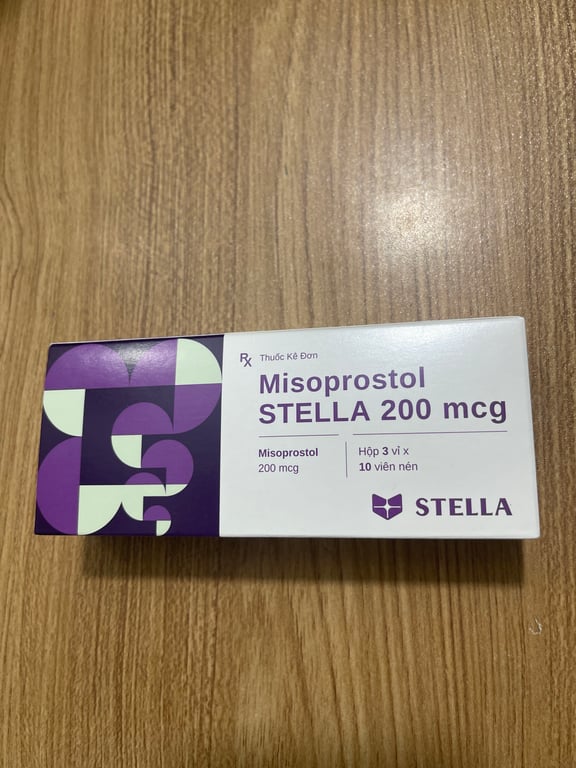 Rx Thuốc Kê Đơn
Misoprostol
STELLA 200 mcg
Misoprostol
200 mcg
Hộp 3 vỉ x
10 viên nén
STELLA